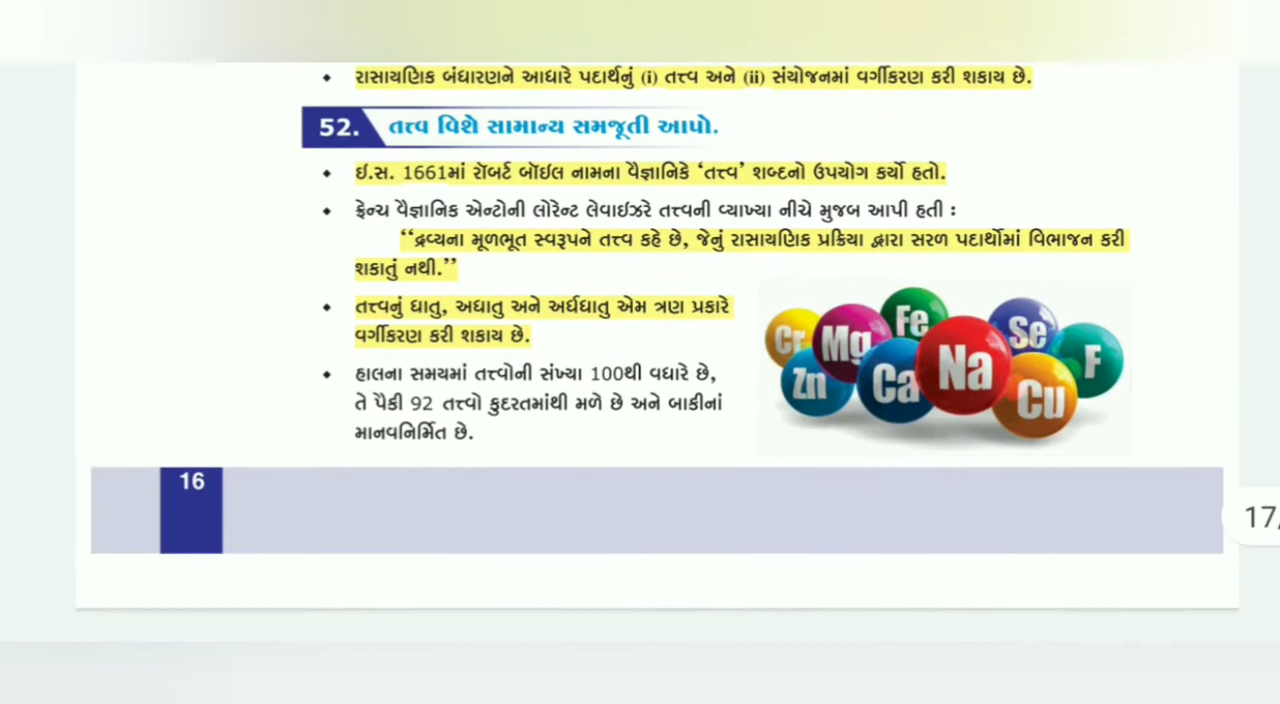 ♦ રાસાયણિક બંધારણને આધારે પદાર્થનું (i) તત્ત્વ અને (ii) સંયોજનમાં વર્ગીકરણ કરી શકાય છે.
52. તત્ત્વ વિશે સામાન્ય સમજૂતી આપો.
♦ ઈ.સ. 1661માં રૉબર્ટ બૉઇલ નામના વૈજ્ઞાનિકે ‘તત્ત્વ’ શબ્દનો ઉપયોગ કર્યો હતો.
♦ ફ્રેન્ચ વૈજ્ઞાનિક એન્ટોની લોરેન્ટ લેવાઇઝરે તત્ત્વની વ્યાખ્યા નીચે મુજબ આપી હતી :
‘‘દ્રવ્યના મૂળભૂત સ્વરૂપને તત્ત્વ કહે છે, જેનું રાસાયણિક પ્રક્રિયા દ્વારા સરળ પદાર્થોમાં વિભાજન કરી
શકાતું નથી.’’
♦ તત્ત્વનું ધાતુ, અધાતુ અને અર્ધધાતુ એમ ત્રણ પ્રકારે
વર્ગીકરણ કરી શકાય છે.
♦ હાલના સમયમાં તત્ત્વોની સંખ્યા 100થી વધારે છે,
તે પૈકી 92 તત્ત્વો કુદરતમાંથી મળે છે અને બાકીનાં
માનવનિર્મિત છે.
Cr Mg Fe Se F
Zn Ca Na Cu
16
17/